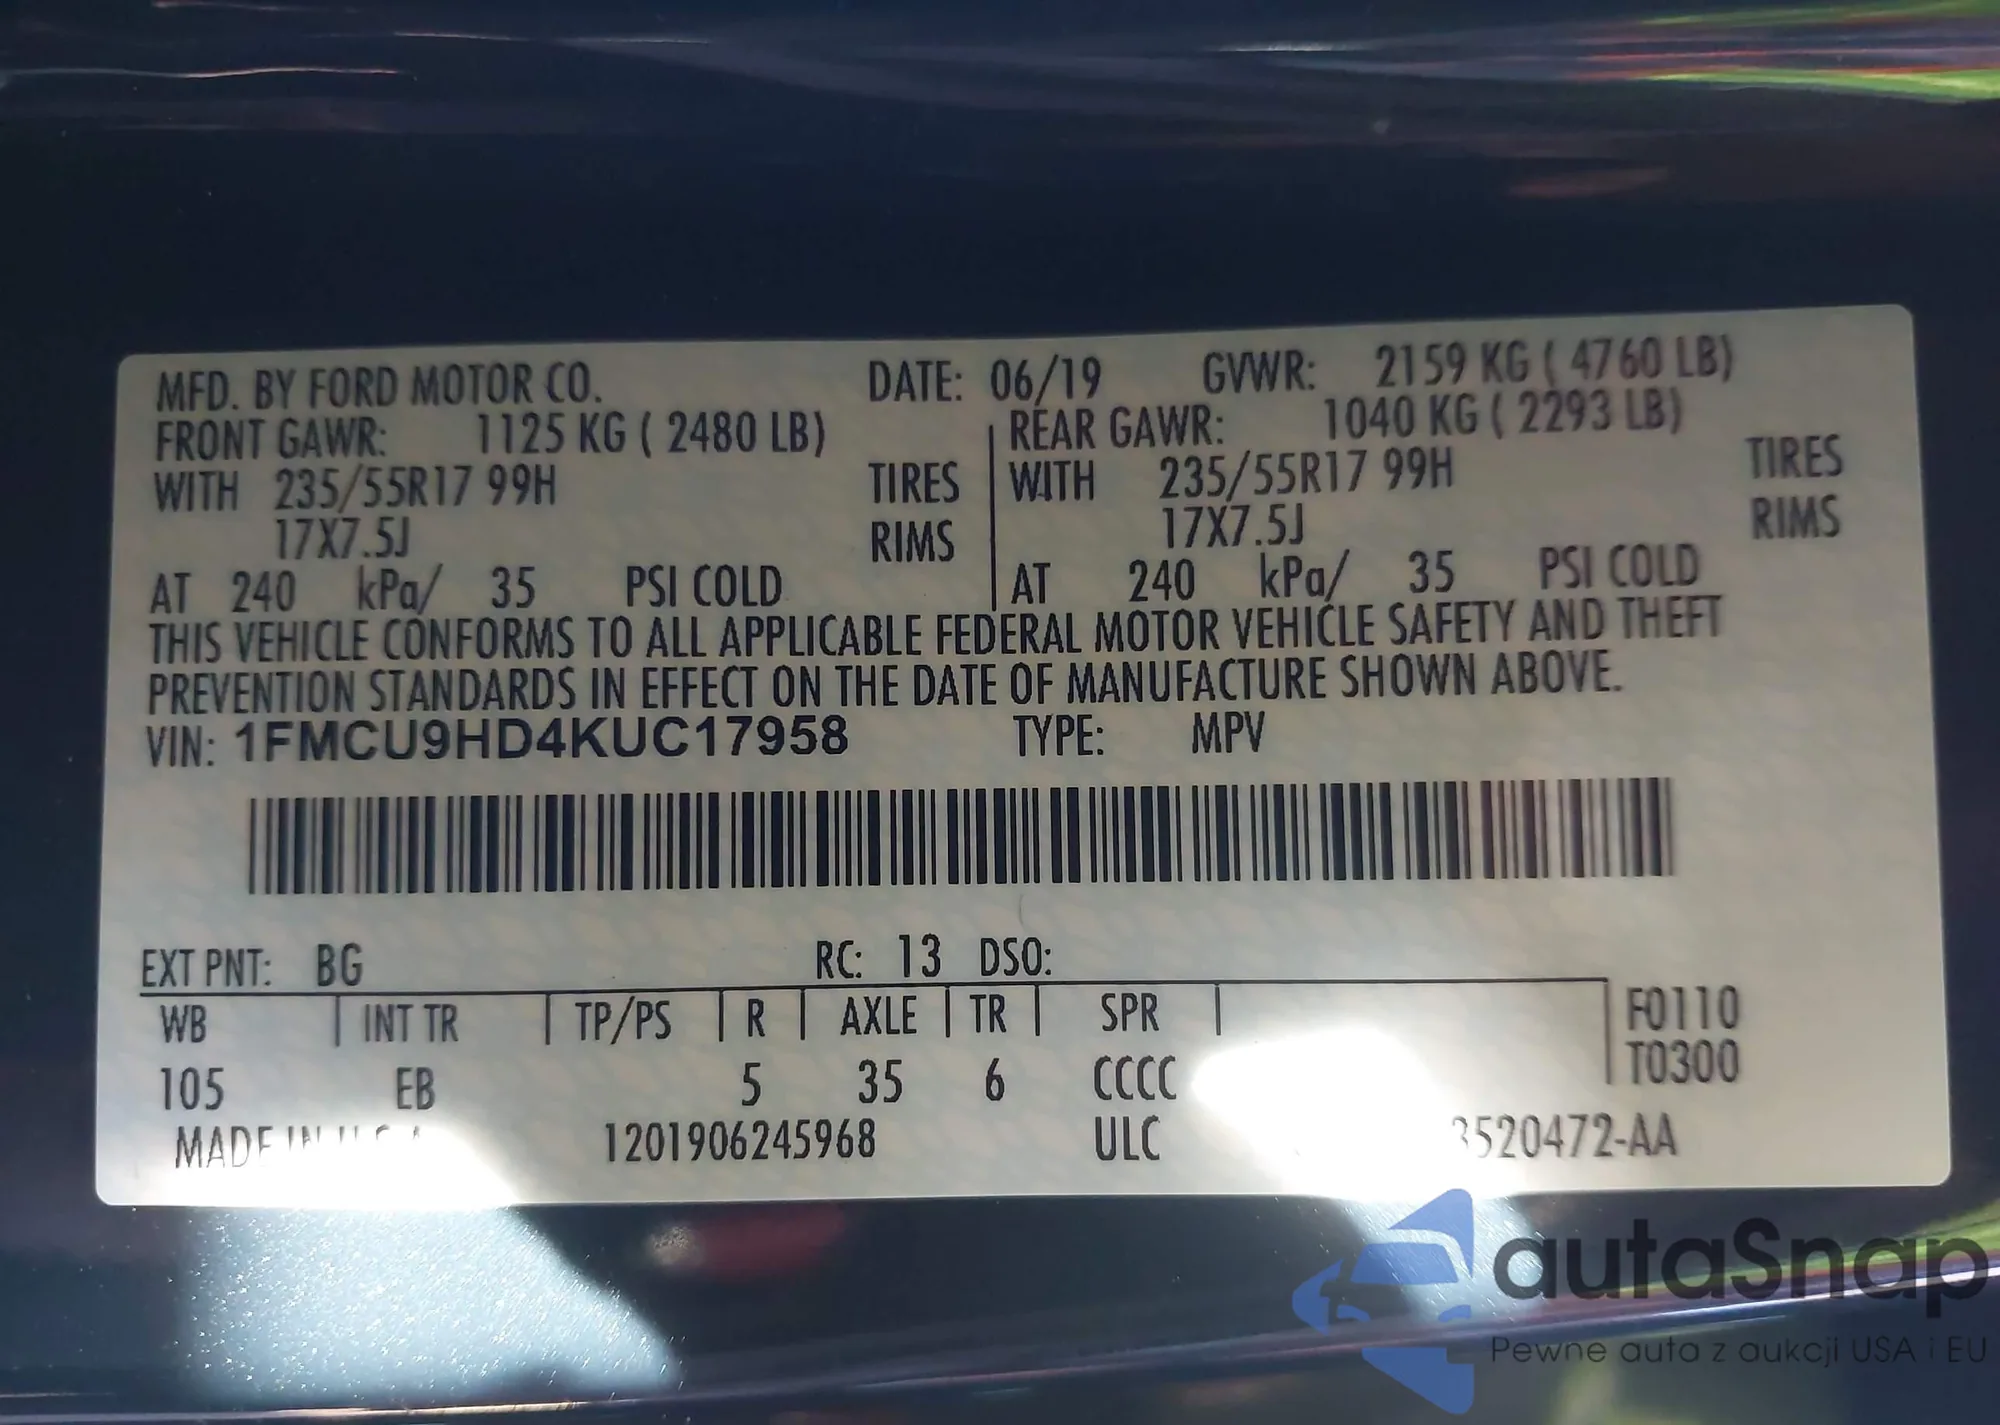 MFD. BY FORD MOTOR CO. DATE: 06/19 GVWR: 2159 KG ( 4760 LB)
FRONT GAWR: 1125 KG ( 2480 LB) REAR GAWR: 1040 KG ( 2293 LB)
WITH 235/55R17 99H TIRES WITH 235/55R17 99H TIRES
17X7.5J RIMS 17X7.5J RIMS
AT 240 kPa/ 35 PSI COLD AT 240 kPa/ 35 PSI COLD
THIS VEHICLE CONFORMS TO ALL APPLICABLE FEDERAL MOTOR VEHICLE SAFETY AND THEFT
PREVENTION STANDARDS IN EFFECT ON THE DATE OF MANUFACTURE SHOWN ABOVE.
VIN: 1FMCU9HD4KUC17958 TYPE: MPV
EXT PNT: BG RC: 13 DSO:
WB INT TR TP/PS R AXLE TR SPR F0110
105 EB 5 35 6 CCCC T0300
MADE IN 1201906245968 ULC 3520472-AA
autaSnap
Pewne auta z aukcji USA i EU